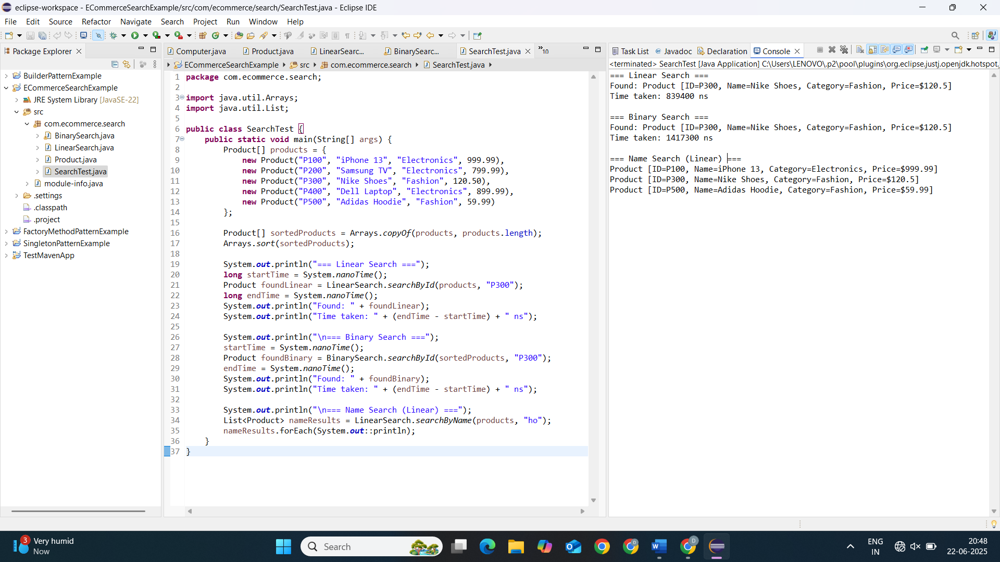 eclipse-workspace - ECommerceSearchExample/src/com/ecommerce/search/SearchTest.java - Eclipse IDE
File Edit Source Refactor Navigate Search Project Run Window Help
Package Explorer
BuilderPatternExample
ECommerceSearchExample
JRE System Library [JavaSE-22]
src
com.ecommerce.search
BinarySearch.java
LinearSearch.java
Product.java
SearchTest.java
module-info.java
.settings
.classpath
.project
FactoryMethodPatternExample
SingletonPatternExample
TestMavenApp
Computer.java Product.java LinearSearc... BinarySearc... SearchTest.java »10
ECommerceSearchExample src com.ecommerce.search SearchTest.java
1 package com.ecommerce.search;
2
3 import java.util.Arrays;
4 import java.util.List;
5
6 public class SearchTest {
7     public static void main(String[] args) {
8         Product[] products = {
9             new Product("P100", "iPhone 13", "Electronics", 999.99),
10             new Product("P200", "Samsung TV", "Electronics", 799.99),
11             new Product("P300", "Nike Shoes", "Fashion", 120.50),
12             new Product("P400", "Dell Laptop", "Electronics", 899.99),
13             new Product("P500", "Adidas Hoodie", "Fashion", 59.99)
14         };
15
16         Product[] sortedProducts = Arrays.copyOf(products, products.length);
17         Arrays.sort(sortedProducts);
18
19         System.out.println("=== Linear Search ===");
20         long startTime = System.nanoTime();
21         Product foundLinear = LinearSearch.searchById(products, "P300");
22         long endTime = System.nanoTime();
23         System.out.println("Found: " + foundLinear);
24         System.out.println("Time taken: " + (endTime - startTime) + " ns");
25
26         System.out.println("\n=== Binary Search ===");
27         startTime = System.nanoTime();
28         Product foundBinary = BinarySearch.searchById(sortedProducts, "P300");
29         endTime = System.nanoTime();
30         System.out.println("Found: " + foundBinary);
31         System.out.println("Time taken: " + (endTime - startTime) + " ns");
32
33         System.out.println("\n=== Name Search (Linear) ===");
34         List<Product> nameResults = LinearSearch.searchByName(products, "ho");
35         nameResults.forEach(System.out::println);
36     }
37 }
Task List Javadoc Declaration Console
<terminated> SearchTest [Java Application] C:\Users\LENOVO\.p2\pool\plugins\org.eclipse.justj.openjdk.hotspot.
=== Linear Search ===
Found: Product [ID=P300, Name=Nike Shoes, Category=Fashion, Price=$120.5]
Time taken: 839400 ns

=== Binary Search ===
Found: Product [ID=P300, Name=Nike Shoes, Category=Fashion, Price=$120.5]
Time taken: 1417300 ns

=== Name Search (Linear) ===
Product [ID=P100, Name=iPhone 13, Category=Electronics, Price=$999.99]
Product [ID=P300, Name=Nike Shoes, Category=Fashion, Price=$120.5]
Product [ID=P500, Name=Adidas Hoodie, Category=Fashion, Price=$59.99]
3
Very humid
Now
Search
ENG
IN
20:48
22-06-2025